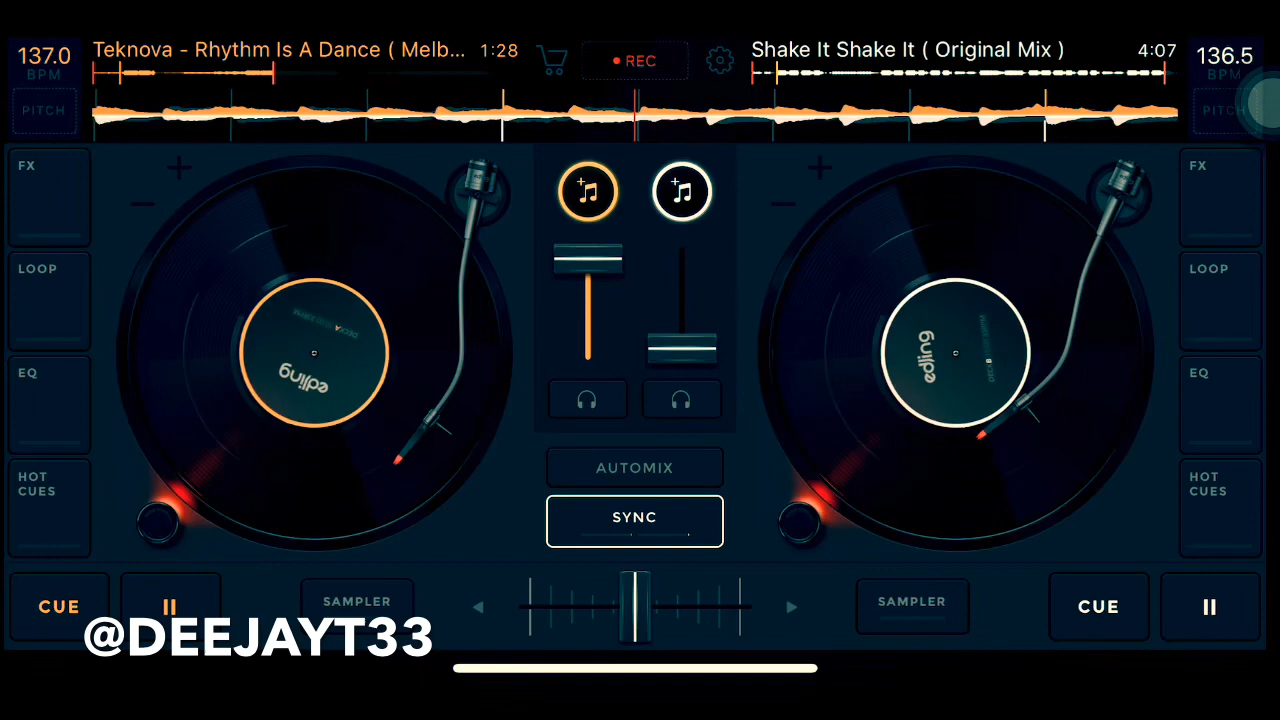 137.0
BPM
PITCH
Teknova - Rhythm Is A Dance ( Melb... 1:28
REC
Shake It Shake It ( Original Mix ) 4:07
136.5
BPM
PITCH
FX
LOOP
EQ
HOT
CUES
edjing
DECK A
edjing
DECK B
FX
LOOP
EQ
HOT
CUES
AUTOMIX
SYNC
CUE
SAMPLER
SAMPLER
CUE
@DEEJAYT33